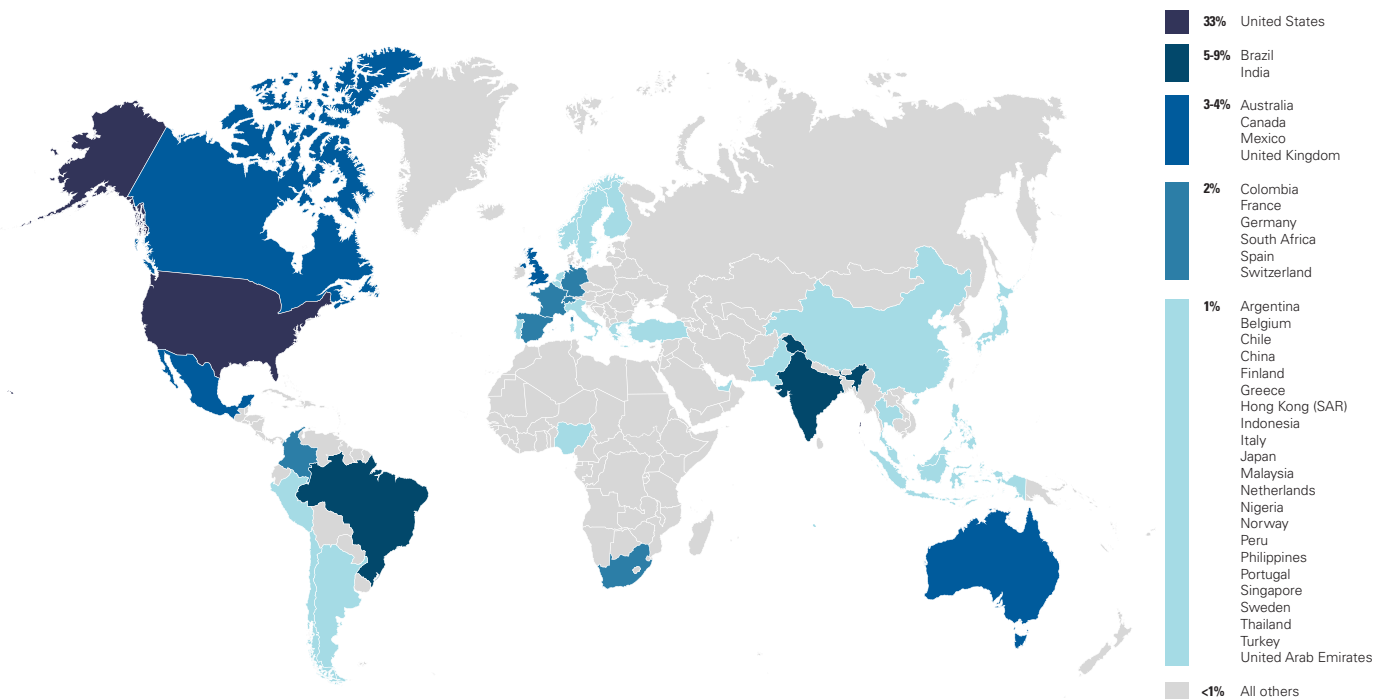 33% United States
5-9% Brazil
India
3-4% Australia
Canada
Mexico
United Kingdom
2% Colombia
France
Germany
South Africa
Spain
Switzerland
1% Argentina
Belgium
Chile
China
Finland
Greece
Hong Kong (SAR)
Indonesia
Italy
Japan
Malaysia
Netherlands
Nigeria
Norway
Peru
Philippines
Portugal
Singapore
Sweden
Thailand
Turkey
United Arab Emirates
<1% All others